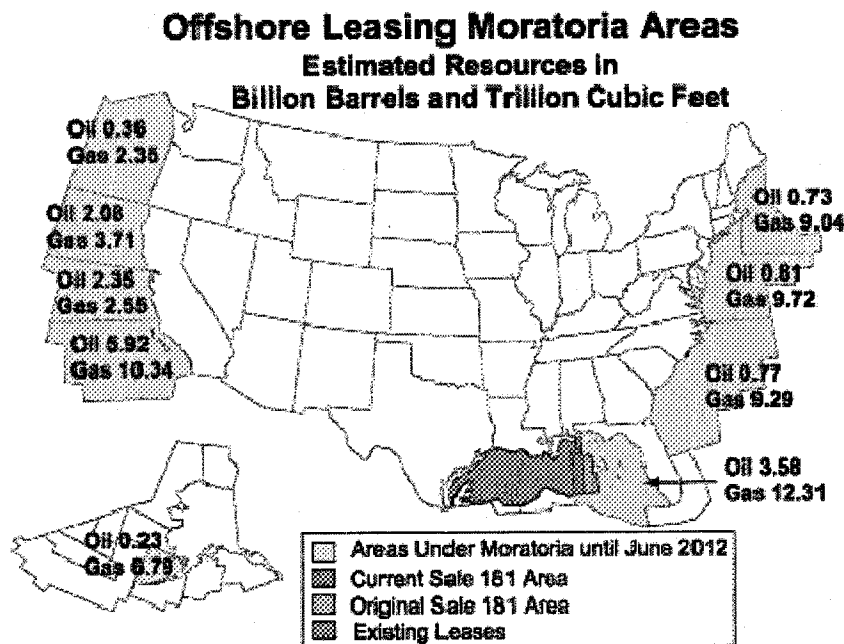 Offshore Leasing Moratoria Areas
Estimated Resources in
Billion Barrels and Trillion Cubic Feet
Oil 0.36
Gas 2.35
Oil 2.08
Gas 3.71
Oil 2.35
Gas 2.55
Oil 5.92
Gas 10.34
Oil 0.73
Gas 9.04
Oil 0.81
Gas 9.72
Oil 0.77
Gas 9.29
Oil 3.58
Gas 12.31
Oil 0.23
Gas 6.79
Areas Under Moratoria until June 2012
Current Sale 181 Area
Original Sale 181 Area
Existing Leases